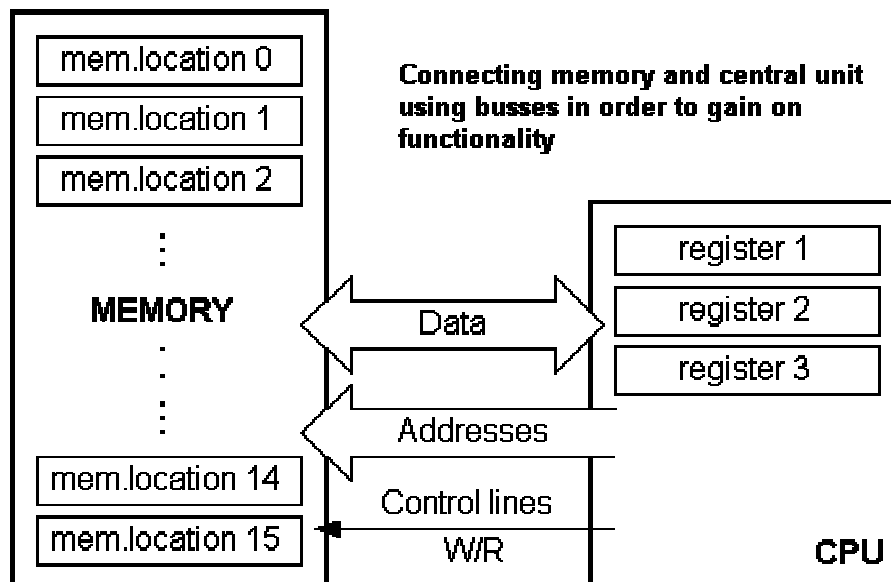 mem.location 0
mem.location 1
mem.location 2
MEMORY
mem.location 14
mem.location 15
Connecting memory and central unit
using busses in order to gain on
functionality
Data
Addresses
Control lines
W/R
register 1
register 2
register 3
CPU